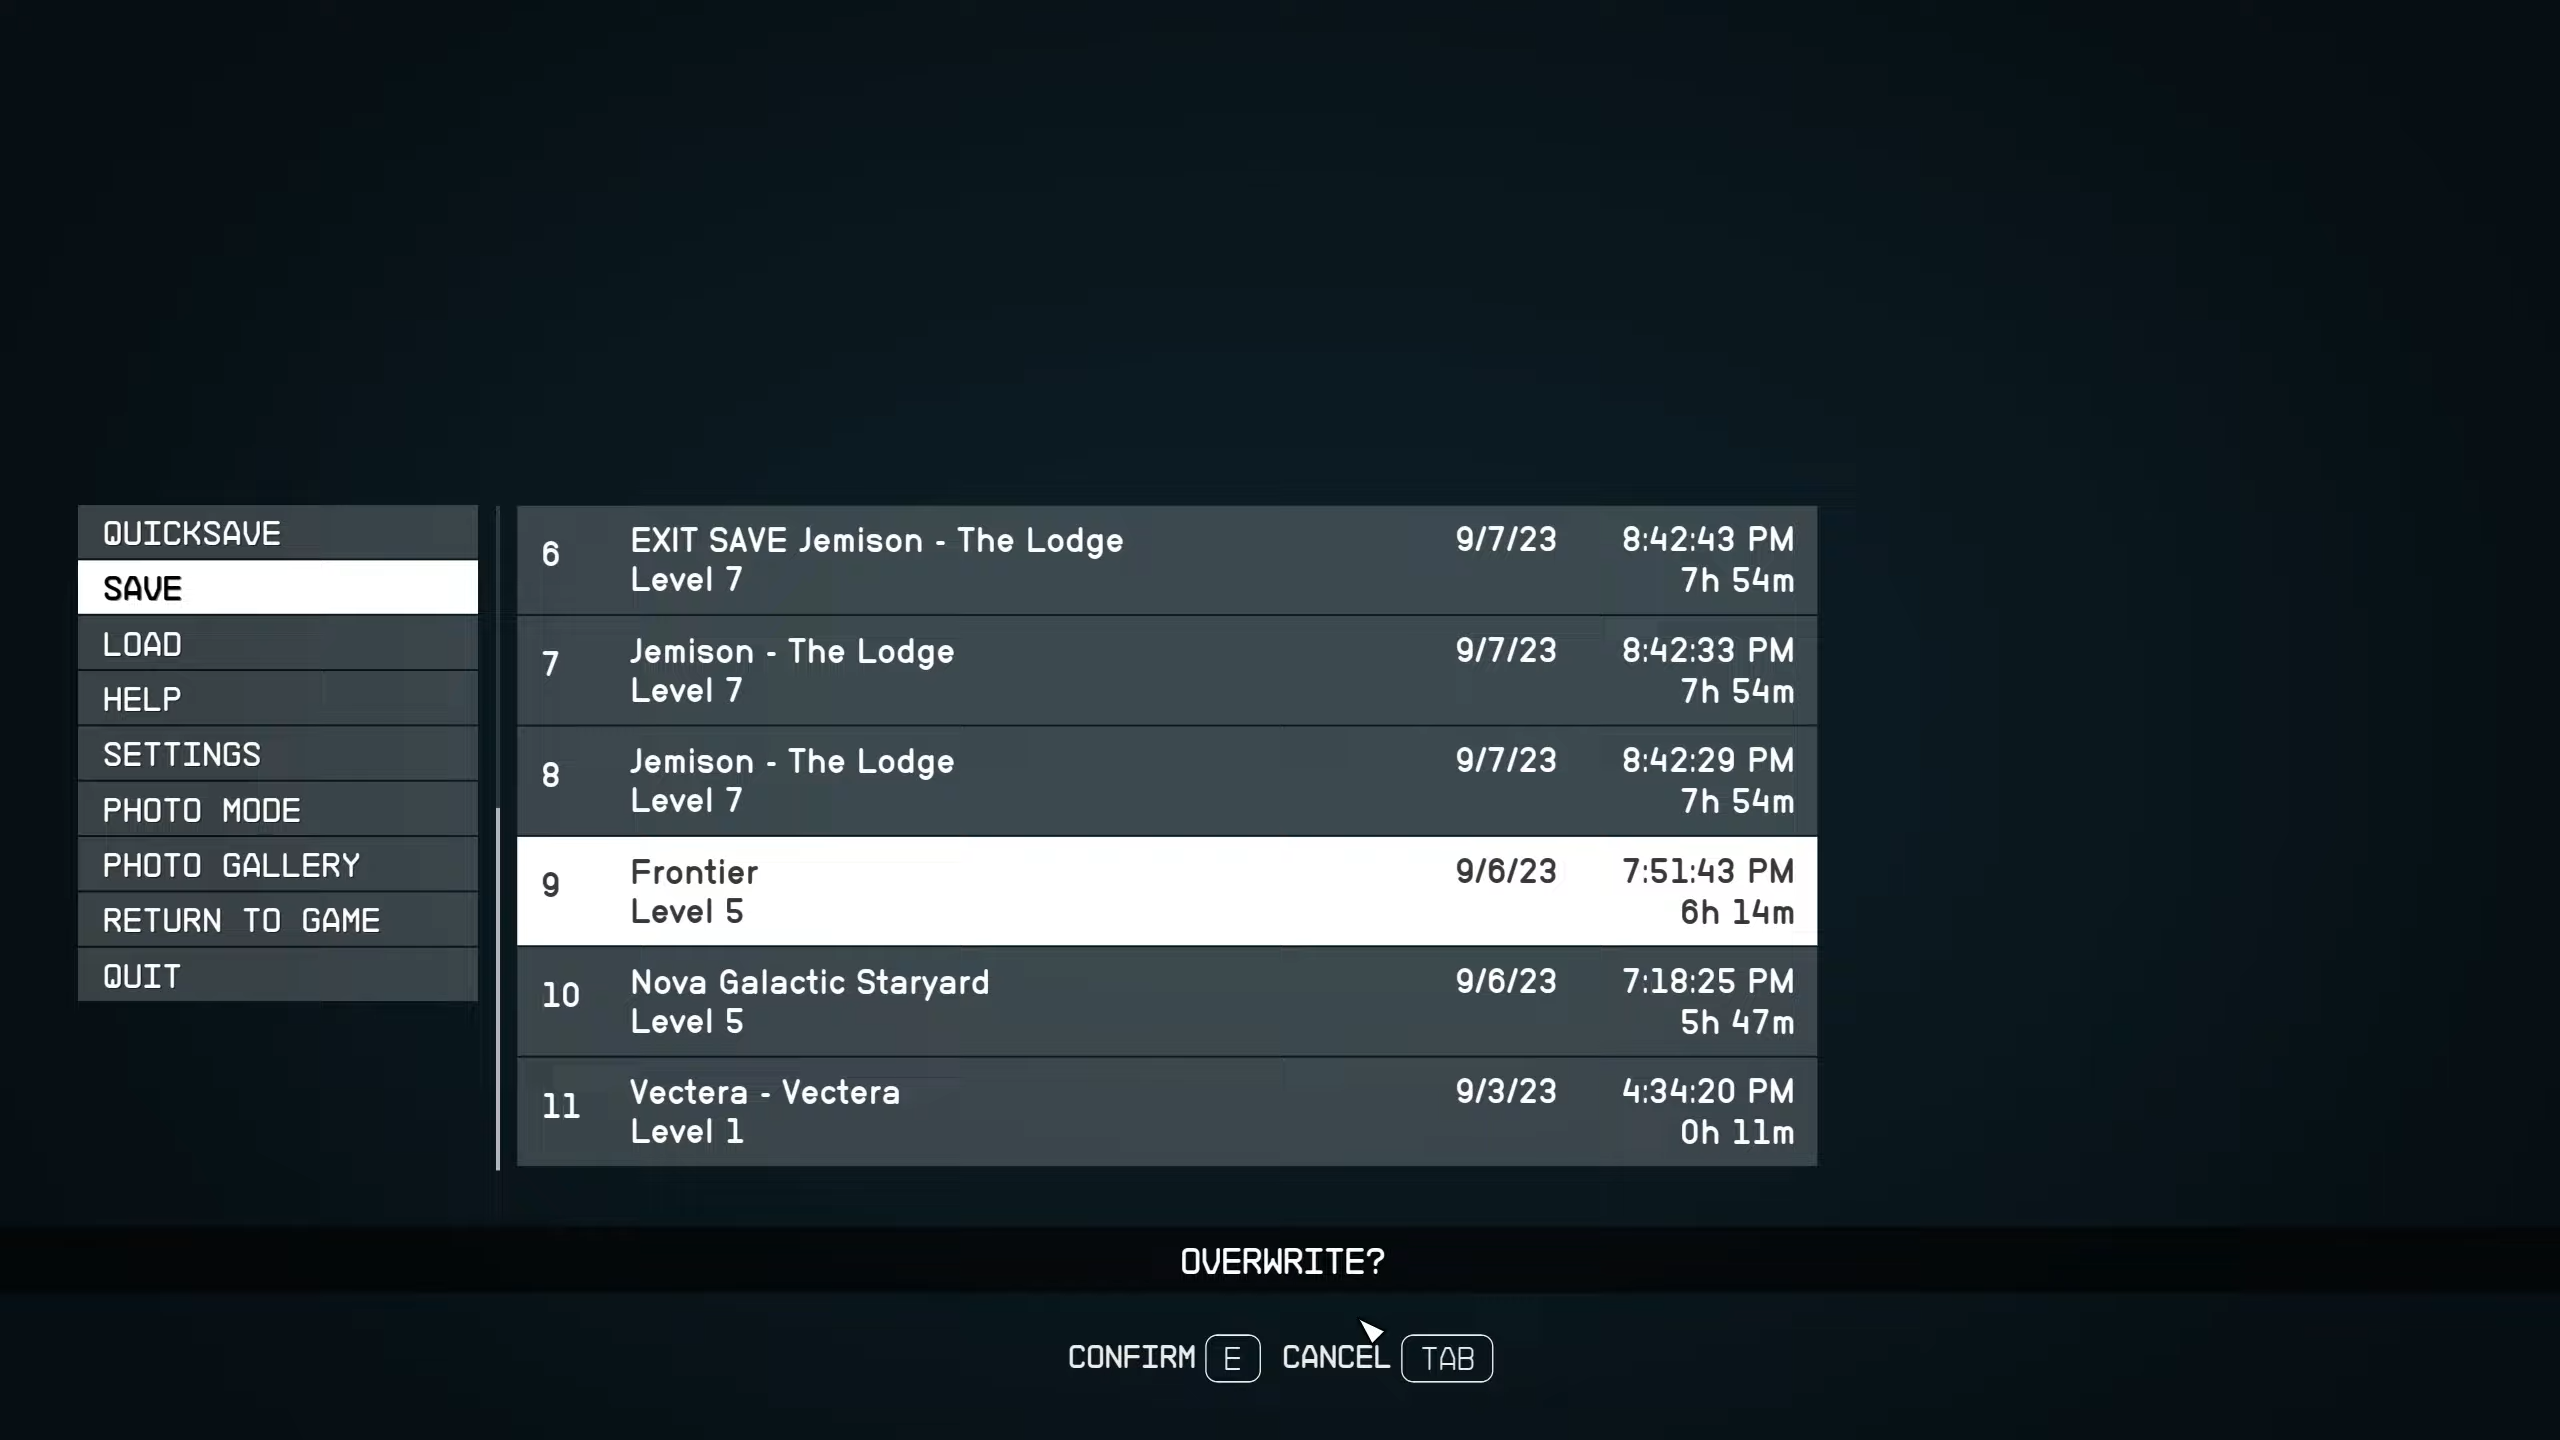 QUICKSAVE
SAVE
LOAD
HELP
SETTINGS
PHOTO MODE
PHOTO GALLERY
RETURN TO GAME
QUIT
6 EXIT SAVE Jemison - The Lodge 9/7/23 8:42:43 PM
Level 7 7h 54m
7 Jemison - The Lodge 9/7/23 8:42:33 PM
Level 7 7h 54m
8 Jemison - The Lodge 9/7/23 8:42:29 PM
Level 7 7h 54m
9 Frontier 9/6/23 7:51:43 PM
Level 5 6h 14m
10 Nova Galactic Staryard 9/6/23 7:18:25 PM
Level 5 5h 47m
11 Vectera - Vectera 9/3/23 4:34:20 PM
Level 1 0h 11m
OVERWRITE?
CONFIRM E CANCEL TAB